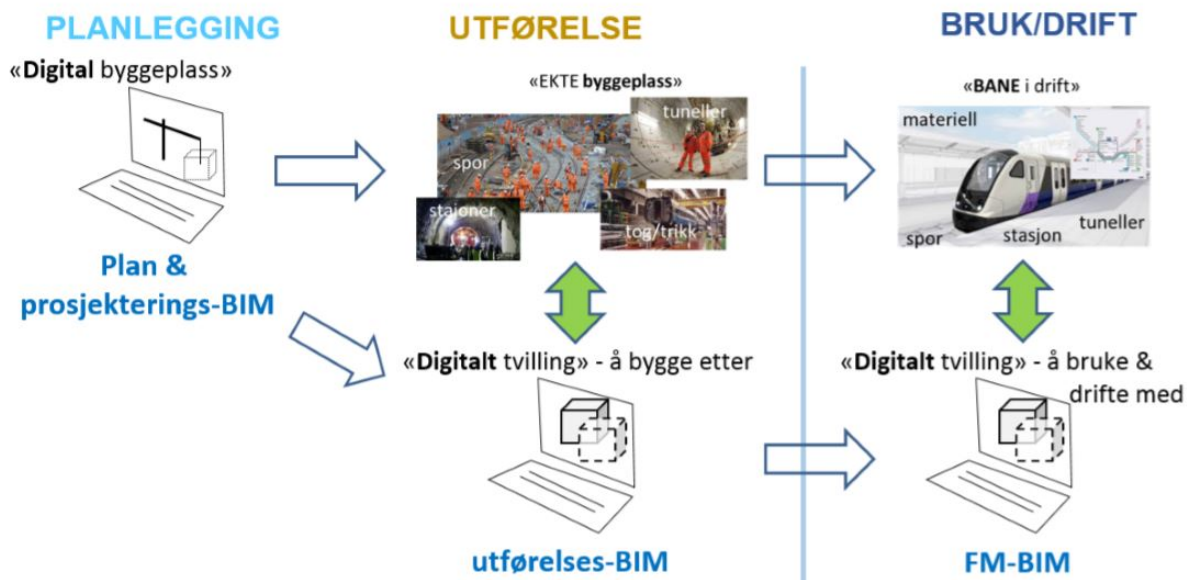 PLANLEGGING
«Digital byggeplass»
Plan &
prosjekterings-BIM
UTFØRELSE
«EKTE byggeplass»
tuneller
spor
stajoner
tog/trikk
«Digitalt tvilling» - å bygge etter
utførelses-BIM
BRUK/DRIFT
«BANE i drift»
materiell
tuneller
stasjon
spor
«Digitalt tvilling» - å bruke &
drifte med
FM-BIM